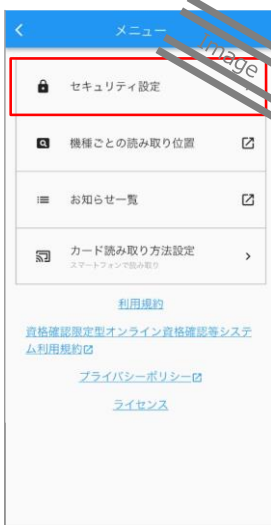 メニュー
Image
セキュリティ設定
機種ごとの読み取り位置
お知らせ一覧
カード読み取り方法設定
スマートフォンで読み取り
利用規約
資格確認限定型オンライン資格確認等システ
ム利用規約
プライバシーポリシー
ライセンス